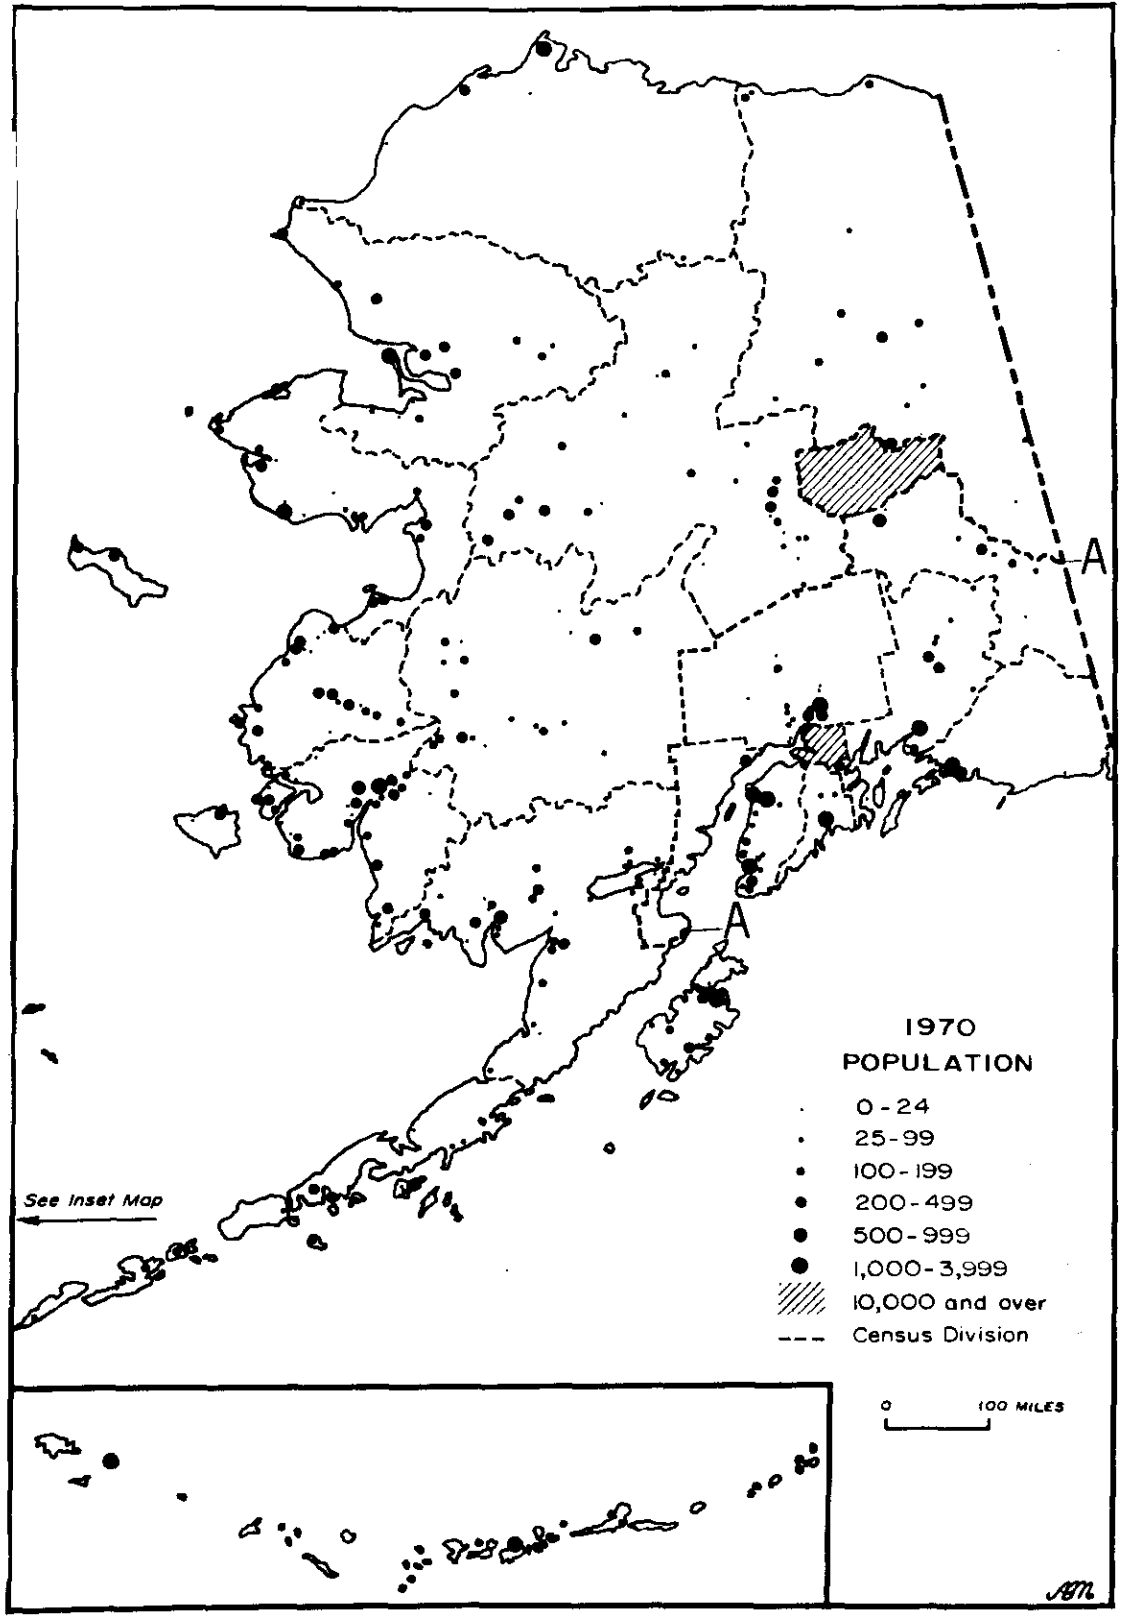 A
A
1970
POPULATION
0-24
25-99
100-199
200-499
500-999
1,000-3,999
10,000 and over
Census Division
See Inset Map
0 100 MILES
AM